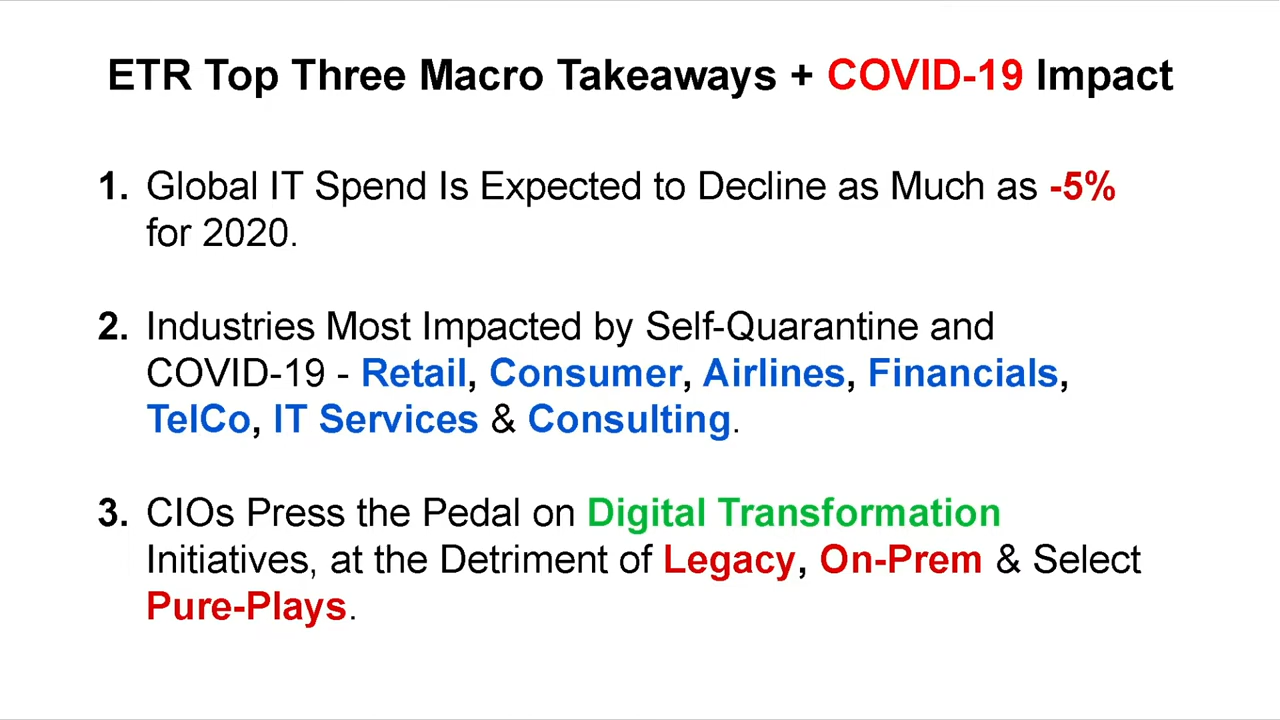 ETR Top Three Macro Takeaways + COVID-19 Impact
1. Global IT Spend Is Expected to Decline as Much as -5%
for 2020.
2. Industries Most Impacted by Self-Quarantine and
COVID-19 - Retail, Consumer, Airlines, Financials,
TelCo, IT Services & Consulting.
3. CIOs Press the Pedal on Digital Transformation
Initiatives, at the Detriment of Legacy, On-Prem & Select
Pure-Plays.